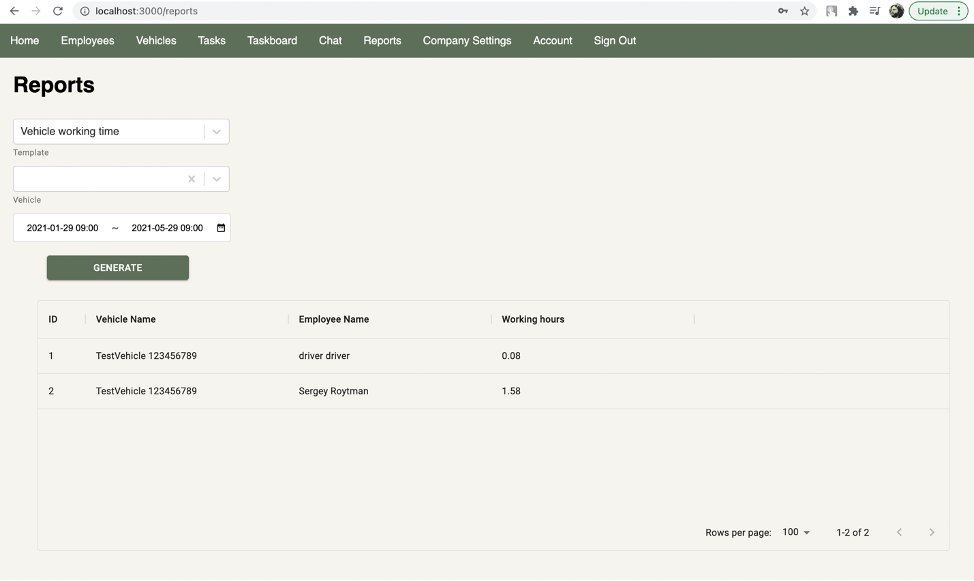 localhost:3000/reports
Update
Home Employees Vehicles Tasks Taskboard Chat Reports Company Settings Account Sign Out
Reports
Vehicle working time
Template
Vehicle
2021-01-29 09:00 ~ 2021-05-29 09:00
GENERATE
ID Vehicle Name Employee Name Working hours
1 TestVehicle 123456789 driver driver 0.08
2 TestVehicle 123456789 Sergey Roytman 1.58
Rows per page: 100 1-2 of 2